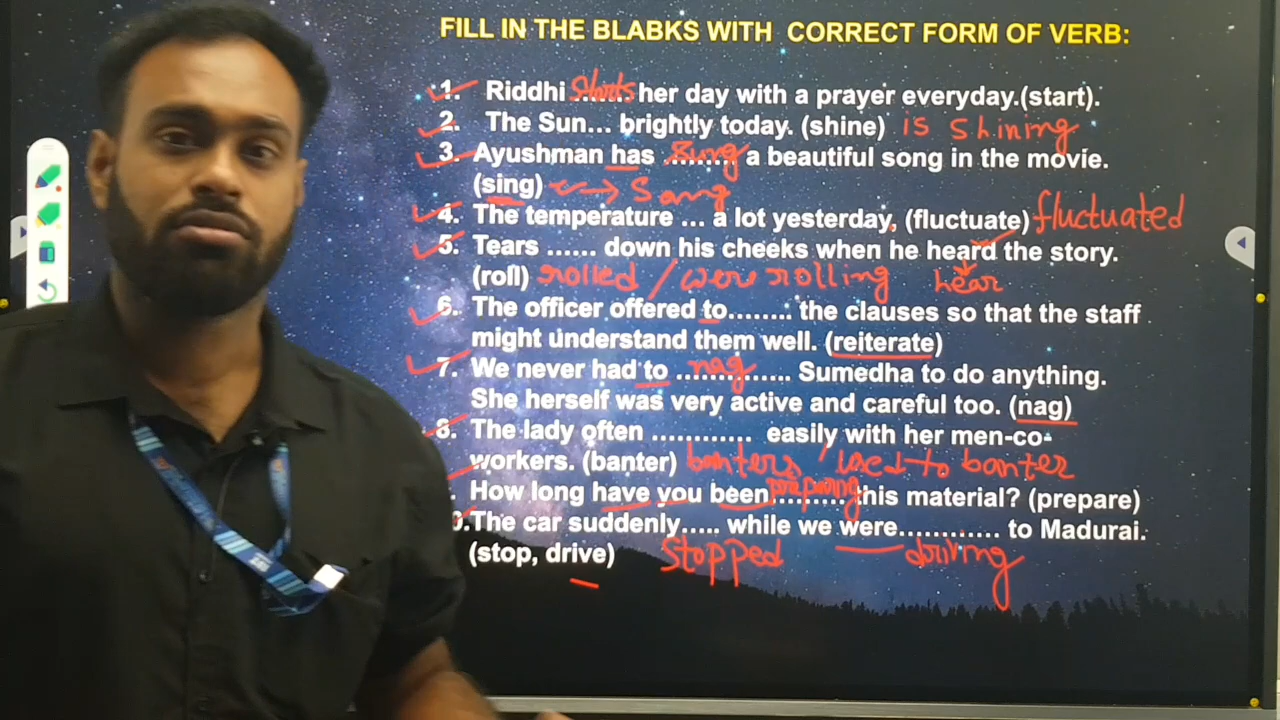 FILL IN THE BLABKS WITH CORRECT FORM OF VERB:
1. Riddhi starts her day with a prayer everyday.(start).
2. The Sun... brightly today. (shine) is shining
3. Ayushman has sung a beautiful song in the movie.
(sing) <-> Sang
4. The temperature ... a lot yesterday, (fluctuate) fluctuated
5. Tears ...... down his cheeks when he heard the story.
(roll) rolled / were rolling hear
6. The officer offered to........ the clauses so that the staff
might understand them well. (reiterate)
7. We never had to nag ............. Sumedha to do anything.
She herself was very active and careful too. (nag)
8. The lady often ............ easily with her men-co-
workers. (banter) banters / used to banter
. How long have you been preparing ......... this material? (prepare)
0.The car suddenly..... while we were............ to Madurai.
(stop, drive) Stopped — driving